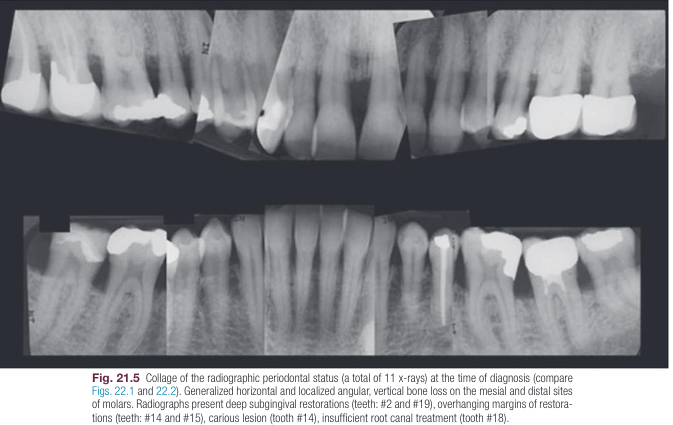 Fig. 21.5 Collage of the radiographic periodontal status (a total of 11 x-rays) at the time of diagnosis (compare
Figs. 22.1 and 22.2). Generalized horizontal and localized angular, vertical bone loss on the mesial and distal sites
of molars. Radiographs present deep subgingival restorations (teeth: #2 and #19), overhanging margins of restora-
tions (teeth: #14 and #15), carious lesion (tooth #14), insufficient root canal treatment (tooth #18).